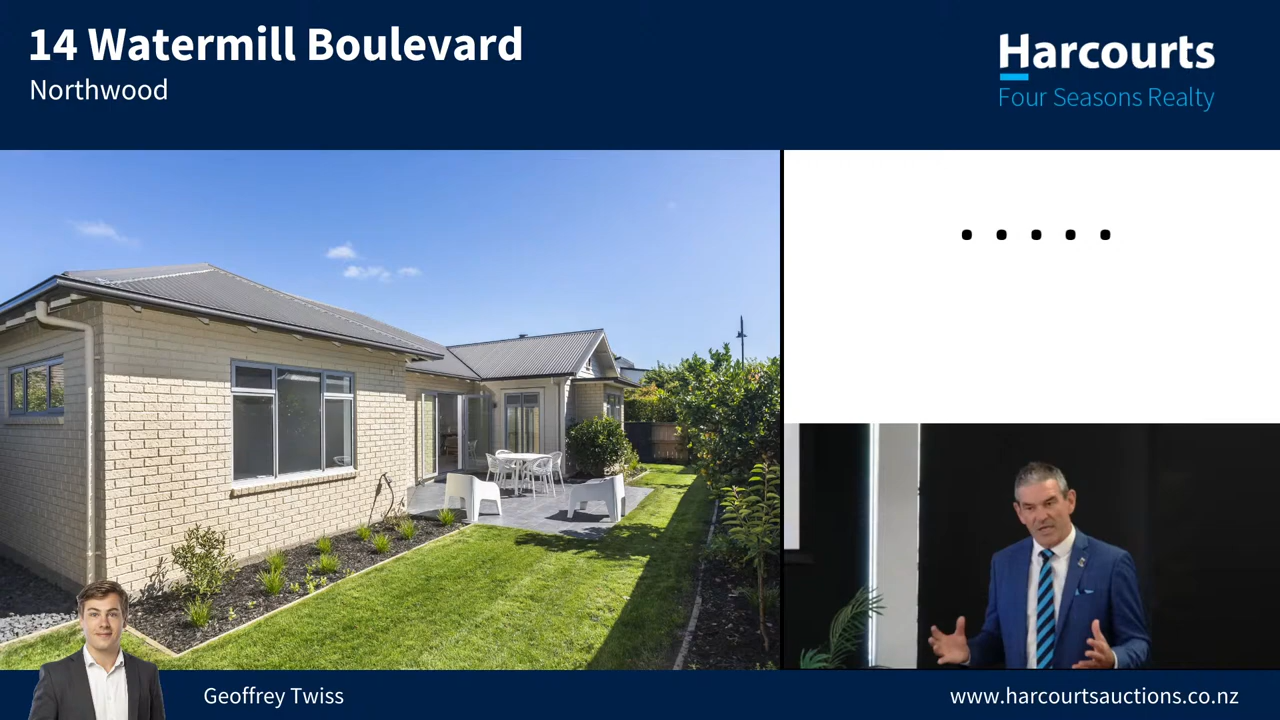 14 Watermill Boulevard
Northwood
Harcourts
Four Seasons Realty
.....
Geoffrey Twiss
www.harcourtsauctions.co.nz